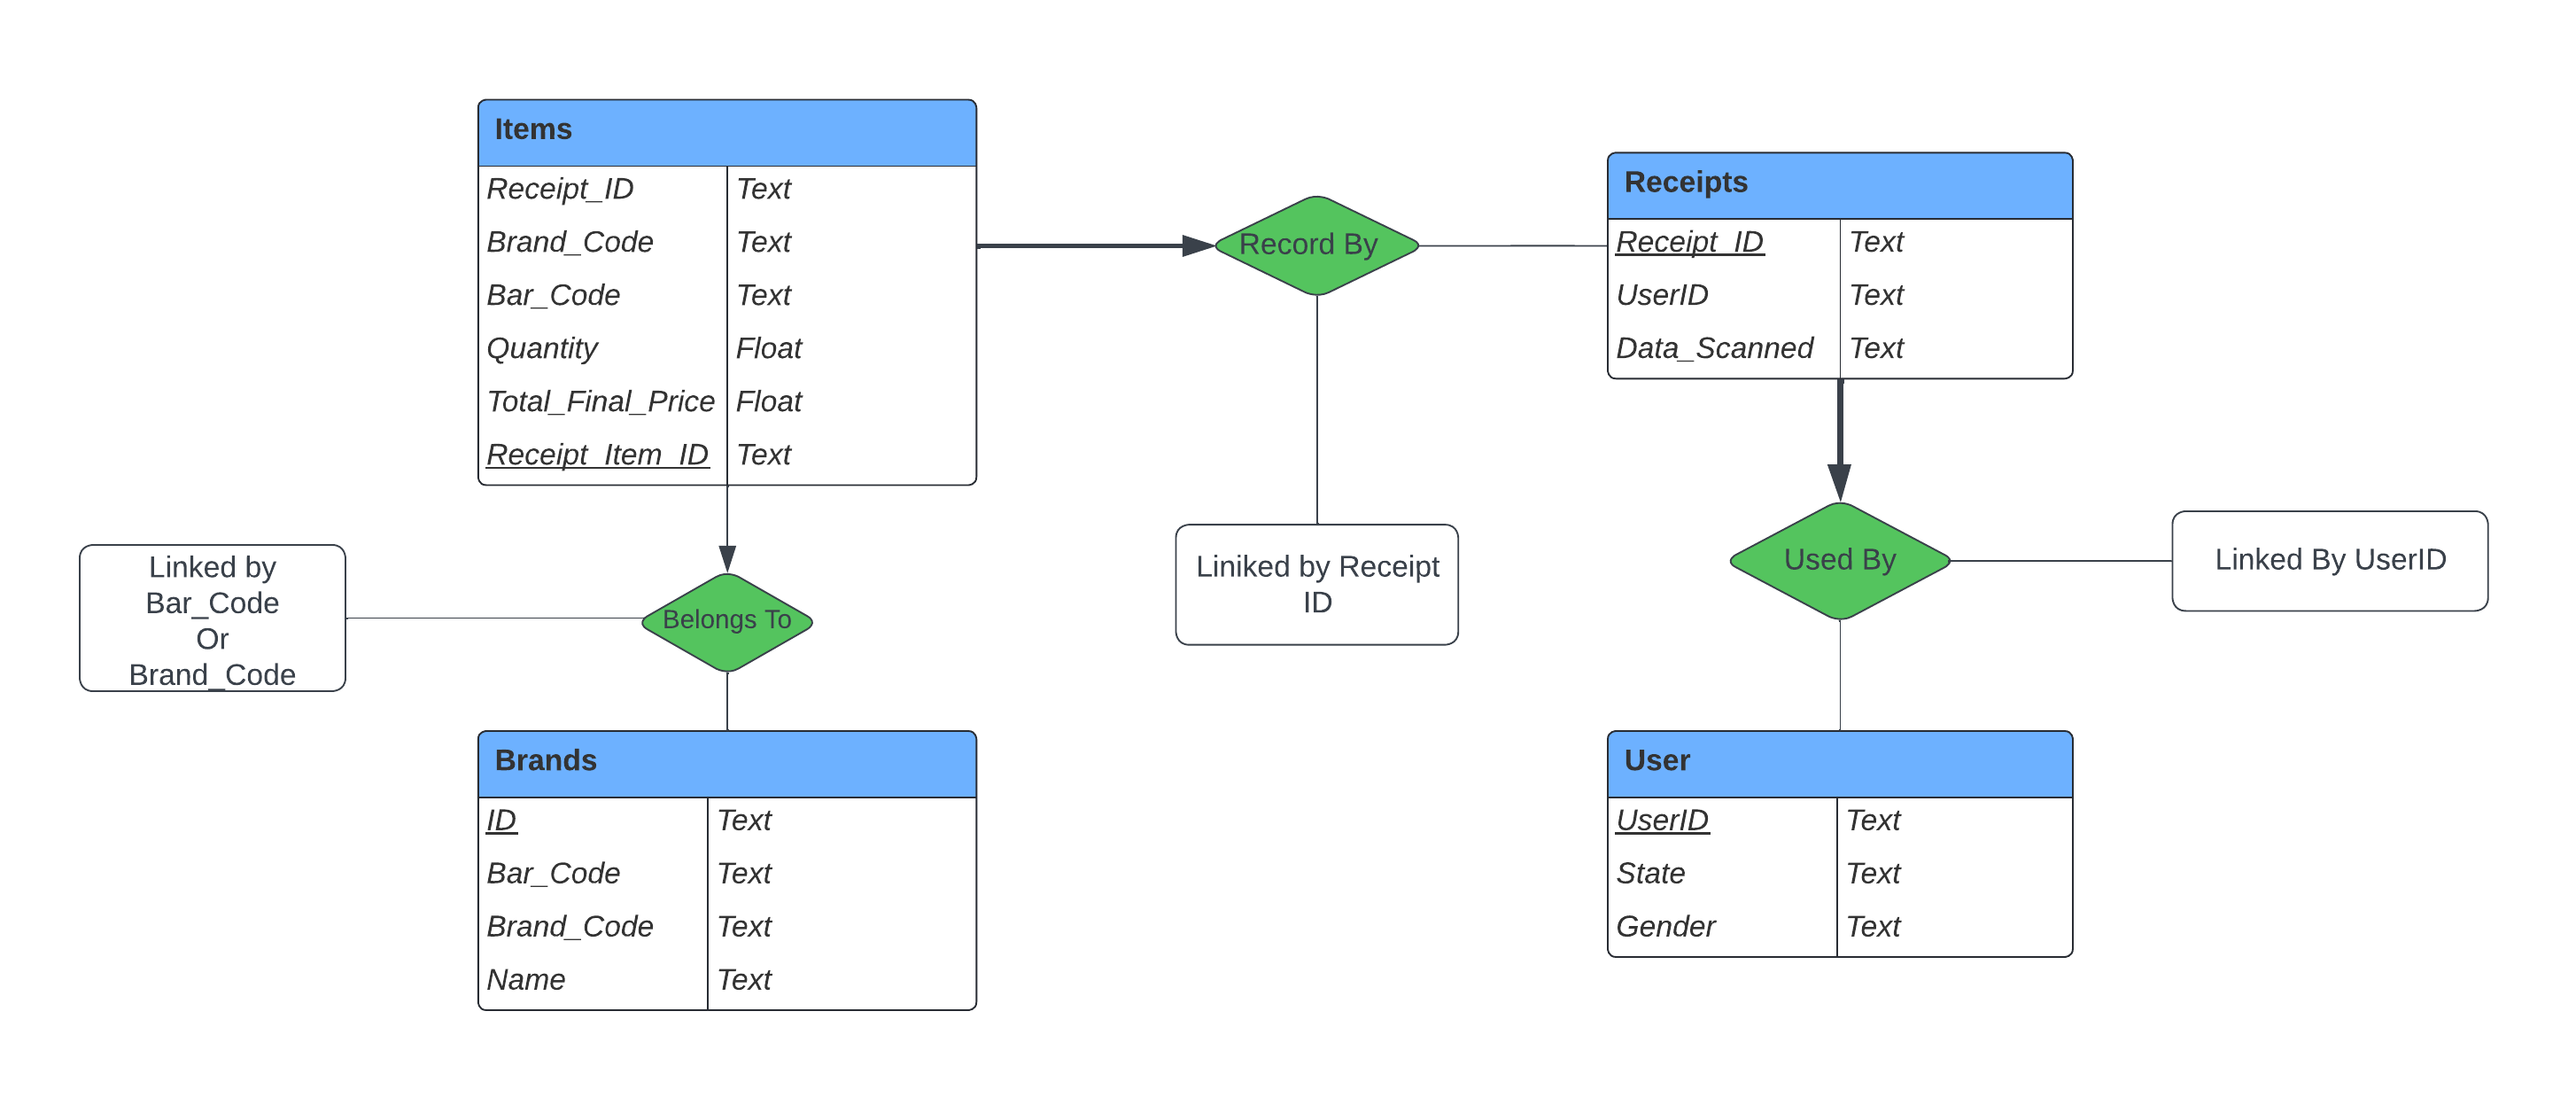 Items
Receipt_ID Text
Brand_Code Text
Bar_Code Text
Quantity Float
Total_Final_Price Float
Receipt_Item_ID Text
Record By
Receipts
Receipt_ID Text
UserID Text
Data_Scanned Text
Linked by
Bar_Code
Or
Brand_Code
Belongs To
Liniked by Receipt
ID
Used By
Linked By UserID
Brands
ID Text
Bar_Code Text
Brand_Code Text
Name Text
User
UserID Text
State Text
Gender Text